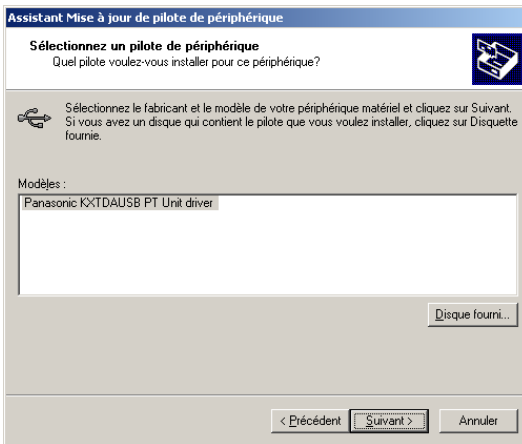 Assistant Mise à jour de pilote de périphérique
Sélectionnez un pilote de périphérique
Quel pilote voulez-vous installer pour ce périphérique?
Sélectionnez le fabricant et le modèle de votre périphérique matériel et cliquez sur Suivant.
Si vous avez un disque qui contient le pilote que vous voulez installer, cliquez sur Disquette
fournie.
Modèles :
Panasonic KXTDAUSB PT Unit driver
Disque fourni...
< Précédent
Suivant >
Annuler